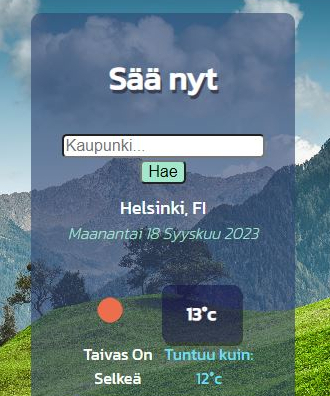 Sää nyt
Kaupunki...
Hae
Helsinki, FI
Maanantai 18 Syyskuu 2023
13°c
Taivas On Selkeä
Tuntuu kuin: 12°c